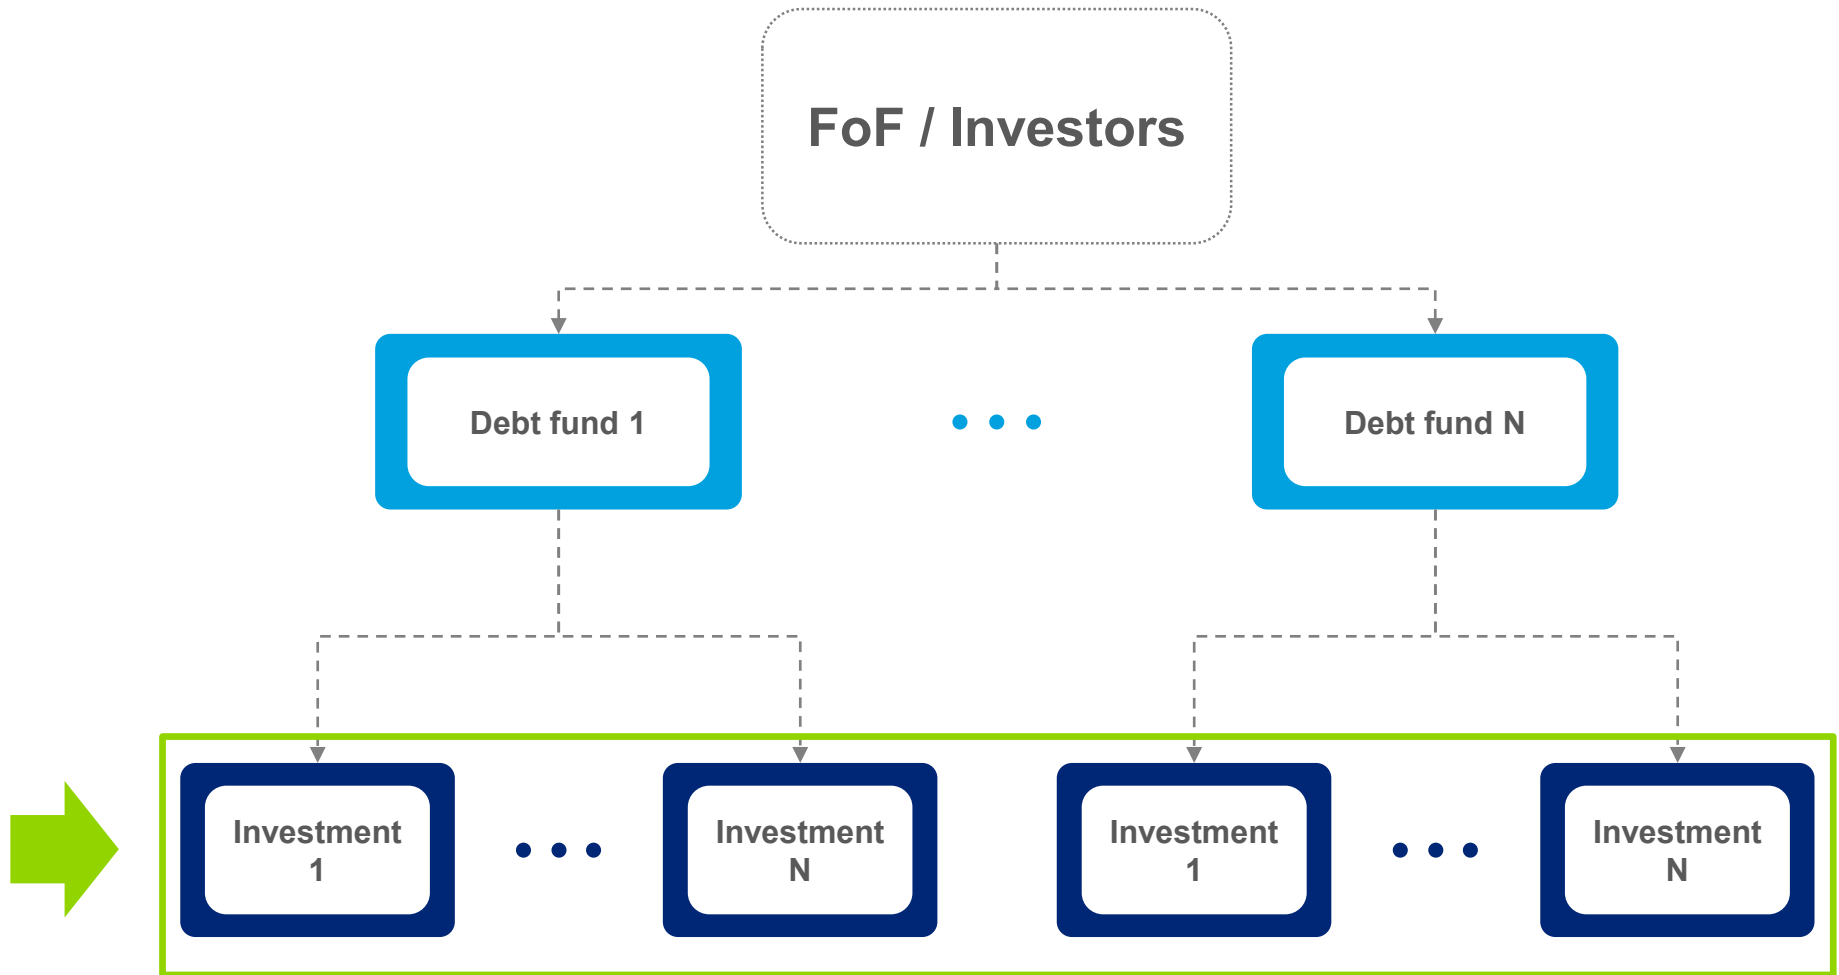 FoF / Investors
Debt fund 1
Debt fund N
Investment
1
Investment
N
Investment
1
Investment
N